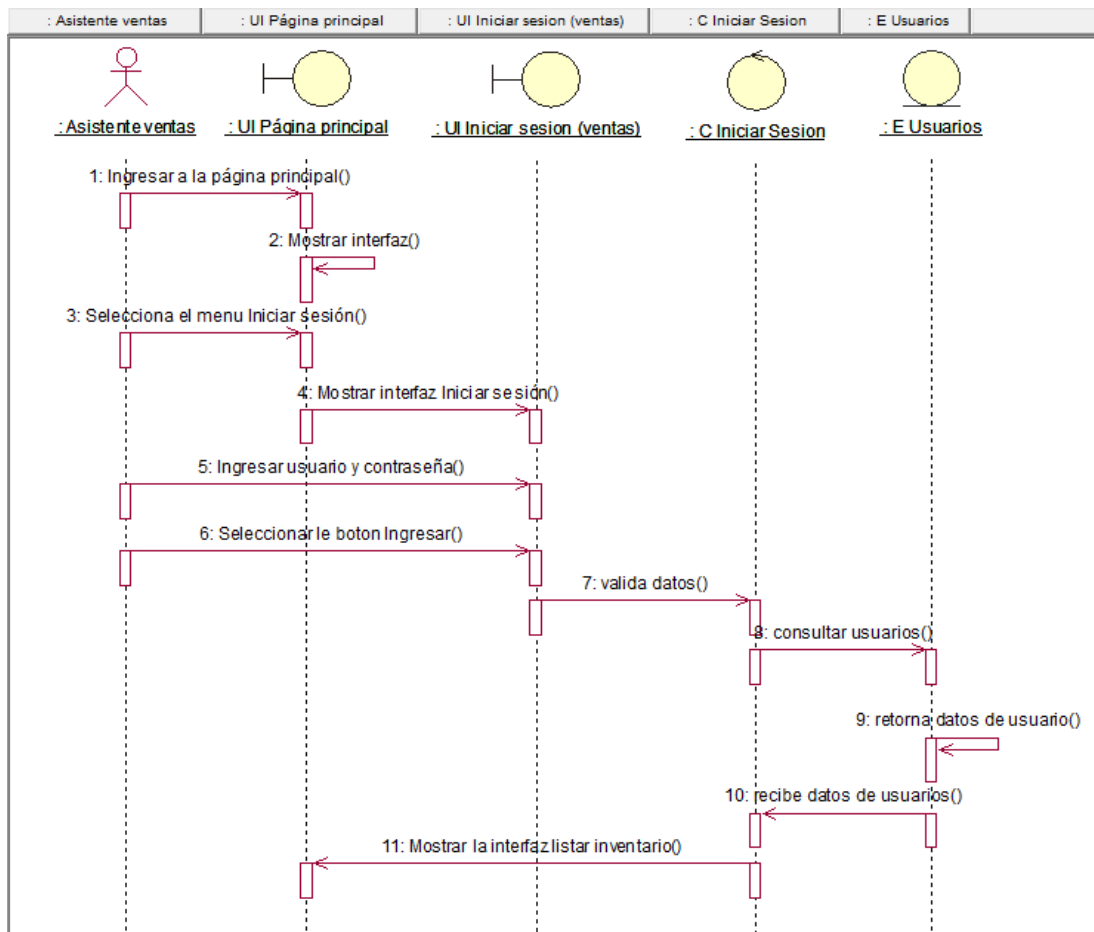 : Asistente ventas
: UI Página principal
: UI Iniciar sesion (ventas)
: C Iniciar Sesion
: E Usuarios
: Asistente ventas
: UI Página principal
: UI Iniciar sesion (ventas)
: C Iniciar Sesion
: E Usuarios
1: Ingresar a la página principal()
2: Mostrar interfaz()
3: Selecciona el menu Iniciar sesión()
4: Mostrar interfaz Iniciar sesión()
5: Ingresar usuario y contraseña()
6: Seleccionar le boton Ingresar()
7: valida datos()
8: consultar usuarios()
9: retorna datos de usuario()
10: recibe datos de usuarios()
11: Mostrar la interfaz listar inventario()